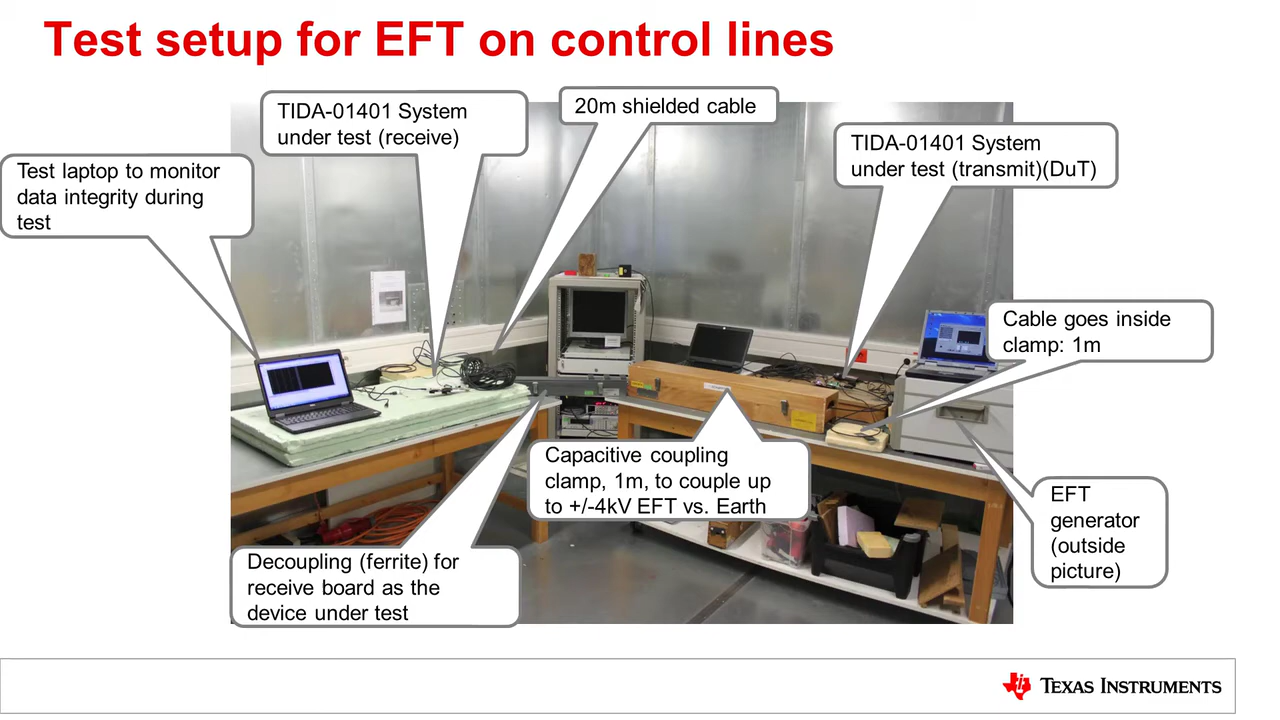 Test setup for EFT on control lines
TIDA-01401 System
under test (receive)
20m shielded cable
TIDA-01401 System
under test (transmit)(DuT)
Test laptop to monitor
data integrity during
test
Cable goes inside
clamp: 1m
Capacitive coupling
clamp, 1m, to couple up
to +/-4kV EFT vs. Earth
EFT
generator
(outside
picture)
Decoupling (ferrite) for
receive board as the
device under test
TEXAS INSTRUMENTS